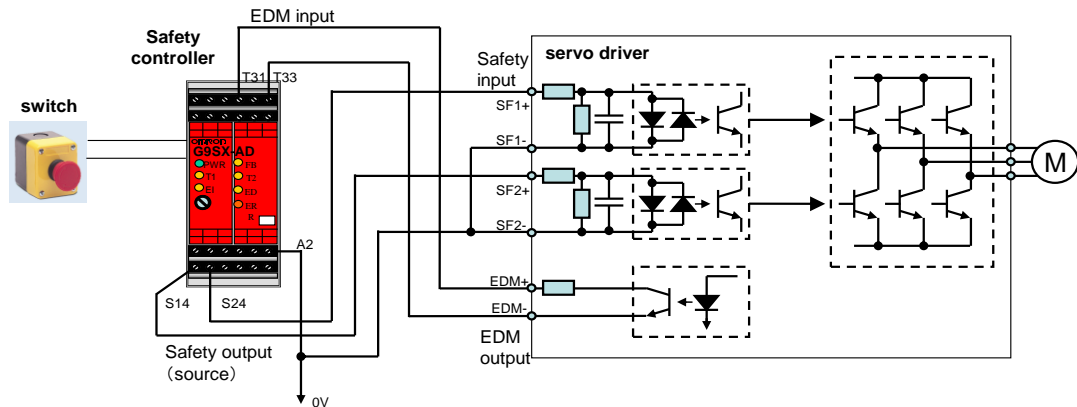 EDM input
Safety
controller
T31 T33
switch
omron
G9SX-AD
PWR
FB
T1
T2
EI
ED
ER
R
A2
S14
S24
Safety output
(source)
0V
servo driver
Safety
input
SF1+
SF1-
SF2+
SF2-
EDM+
EDM-
EDM
output
M